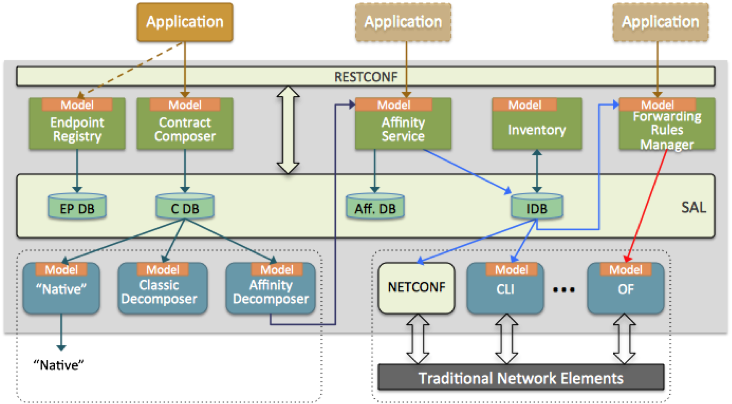 Application
Application
Application
RESTCONF
Model
Endpoint
Registry
Model
Contract
Composer
Model
Affinity
Service
Model
Inventory
Model
Forwarding
Rules
Manager
EP DB
C DB
Aff. DB
IDB
SAL
Model
“Native”
Model
Classic
Decomposer
Model
Affinity
Decomposer
NETCONF
Model
CLI
Model
OF
“Native”
Traditional Network Elements